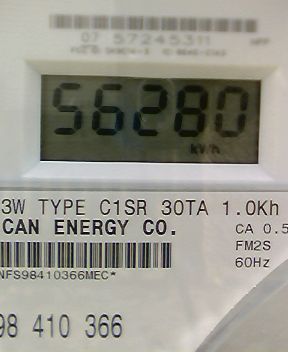 07 57245311
56280
kWh
3W TYPE C1SR 30TA 1.0Kh
CAN ENERGY CO.
CA 0.5
FM2S
60Hz
NFS98410366MEC*
98 410 366